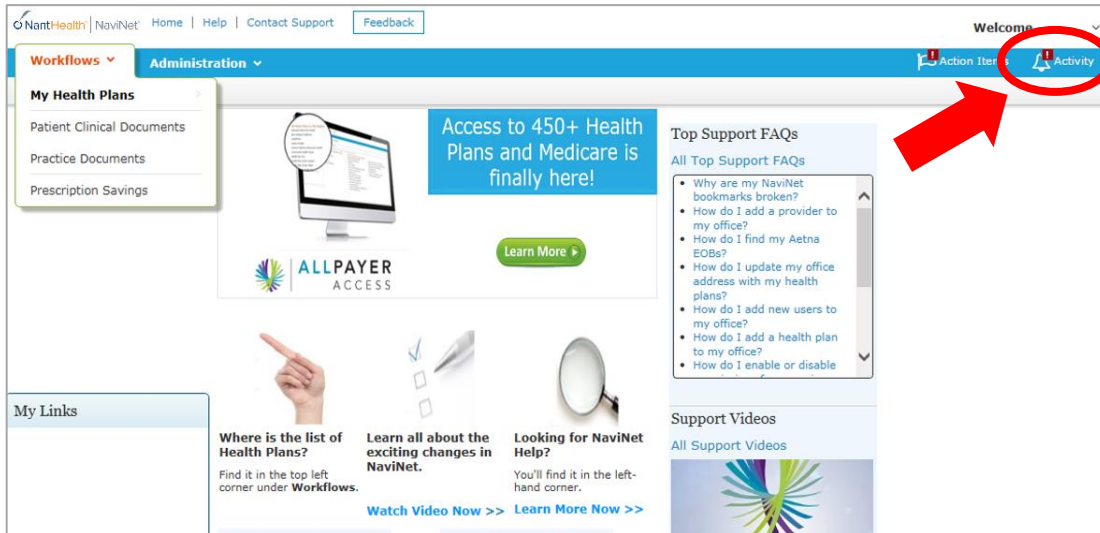 NantHealth | NaviNet Home | Help | Contact Support Feedback
Welcome
Workflows Administration
! Action Items ! Activity
My Health Plans
Patient Clinical Documents
Practice Documents
Prescription Savings
Access to 450+ Health
Plans and Medicare is
finally here!
Learn More
ALLPAYER
ACCESS
Where is the list of
Health Plans?
Find it in the top left
corner under Workflows.
Learn all about the
exciting changes in
NaviNet.
Watch Video Now >>
Looking for NaviNet
Help?
You'll find it in the left-
hand corner.
Learn More Now >>
My Links
Top Support FAQs
All Top Support FAQs
• Why are my NaviNet
bookmarks broken?
• How do I add a provider to
my office?
• How do I find my Aetna
EOBs?
• How do I update my office
address with my health
plans?
• How do I add new users to
my office?
• How do I add a health plan
to my office?
• How do I enable or disable
Support Videos
All Support Videos